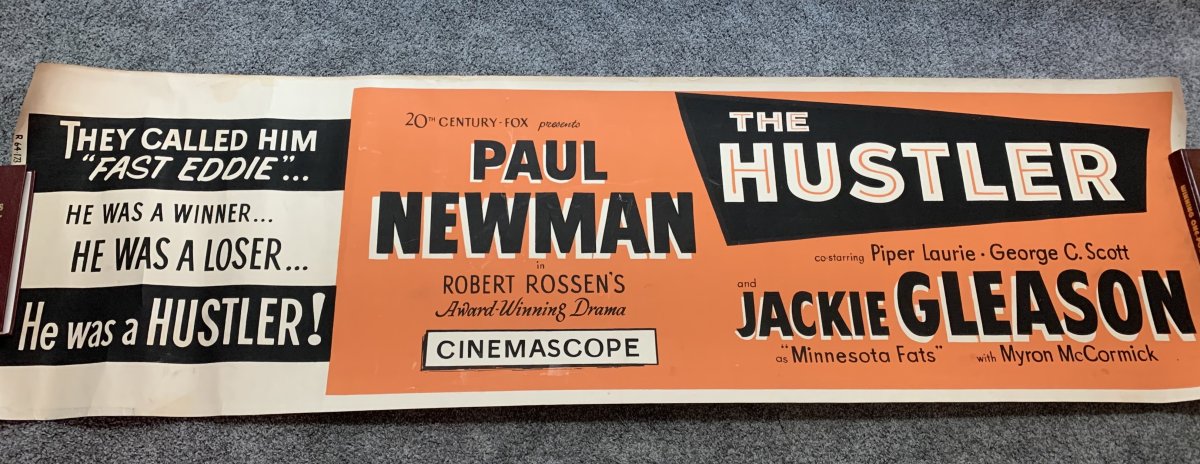 R 64/173
THEY CALLED HIM
"FAST EDDIE"...
HE WAS A WINNER...
HE WAS A LOSER...
He was a HUSTLER!
20TH CENTURY-FOX presents
PAUL
NEWMAN
in
ROBERT ROSSEN'S
Award-Winning Drama
CINEMASCOPE
THE
HUSTLER
co-starring Piper Laurie · George C. Scott
and
JACKIE GLEASON
as "Minnesota Fats" with Myron McCormick